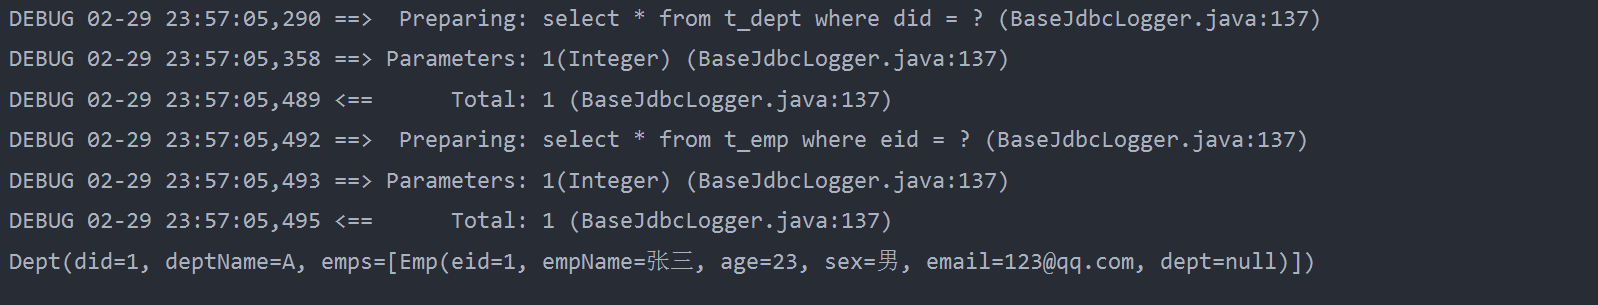 DEBUG 02-29 23:57:05,290 ==>  Preparing: select * from t_dept where did = ? (BaseJdbcLogger.java:137)
DEBUG 02-29 23:57:05,358 ==> Parameters: 1(Integer) (BaseJdbcLogger.java:137)
DEBUG 02-29 23:57:05,489 <==      Total: 1 (BaseJdbcLogger.java:137)
DEBUG 02-29 23:57:05,492 ==>  Preparing: select * from t_emp where eid = ? (BaseJdbcLogger.java:137)
DEBUG 02-29 23:57:05,493 ==> Parameters: 1(Integer) (BaseJdbcLogger.java:137)
DEBUG 02-29 23:57:05,495 <==      Total: 1 (BaseJdbcLogger.java:137)
Dept(did=1, deptName=A, emps=[Emp(eid=1, empName=张三, age=23, sex=男, email=123@qq.com, dept=null)])